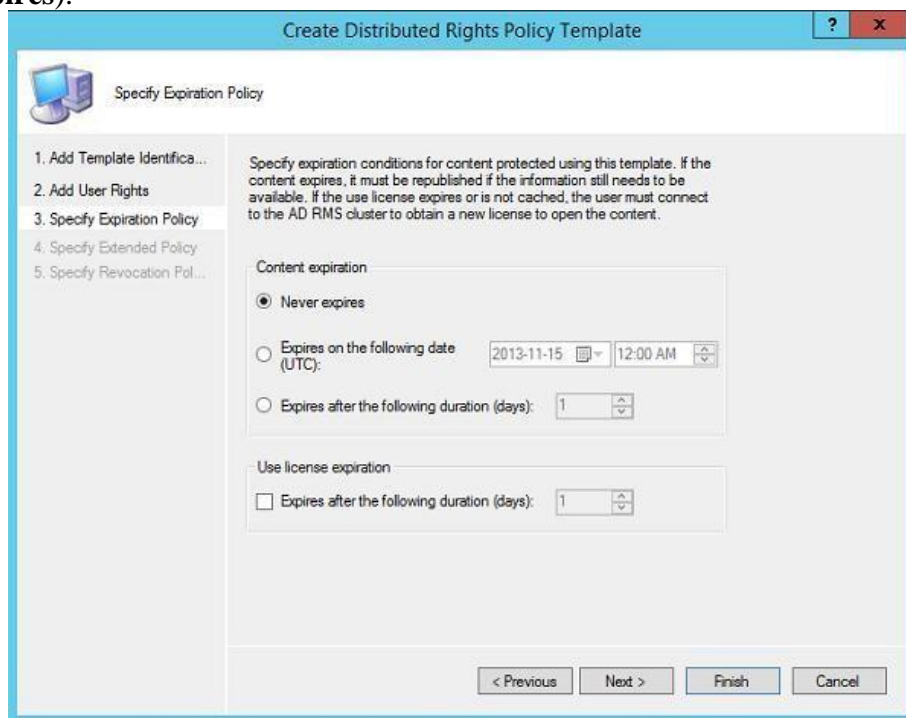 ires).
Create Distributed Rights Policy Template
? x
Specify Expiration Policy
1. Add Template Identifica...
2. Add User Rights
3. Specify Expiration Policy
4. Specify Extended Policy
5. Specify Revocation Pol...
Specify expiration conditions for content protected using this template. If the
content expires, it must be republished if the information still needs to be
available. If the use license expires or is not cached, the user must connect
to the AD RMS cluster to obtain a new license to open the content.
Content expiration
Never expires
Expires on the following date
(UTC):
2013-11-15 12:00 AM
Expires after the following duration (days): 1
Use license expiration
Expires after the following duration (days): 1
< Previous Next > Finish Cancel